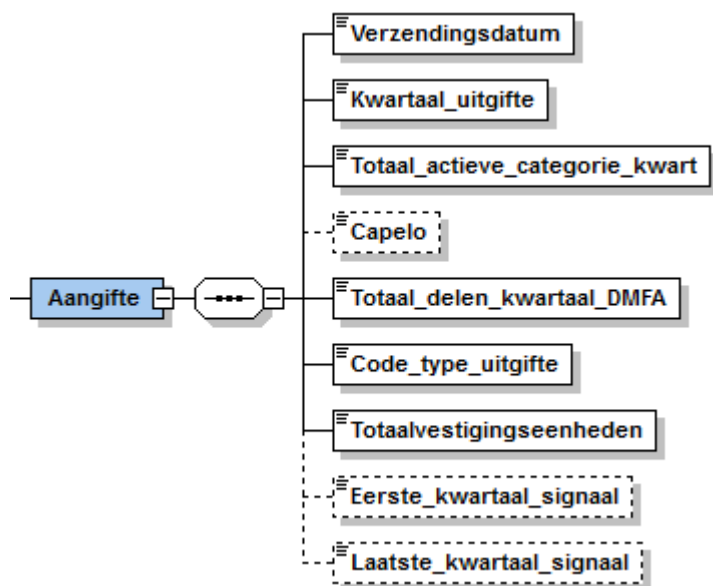 Verzendingsdatum
Kwartaal_uitgifte
Totaal_actieve_categorie_kwart
Capelo
Aangifte
Totaal_delen_kwartaal_DMFA
Code_type_uitgifte
Totaalvestigingseenheden
Eerste_kwartaal_signaal
Laatste_kwartaal_signaal